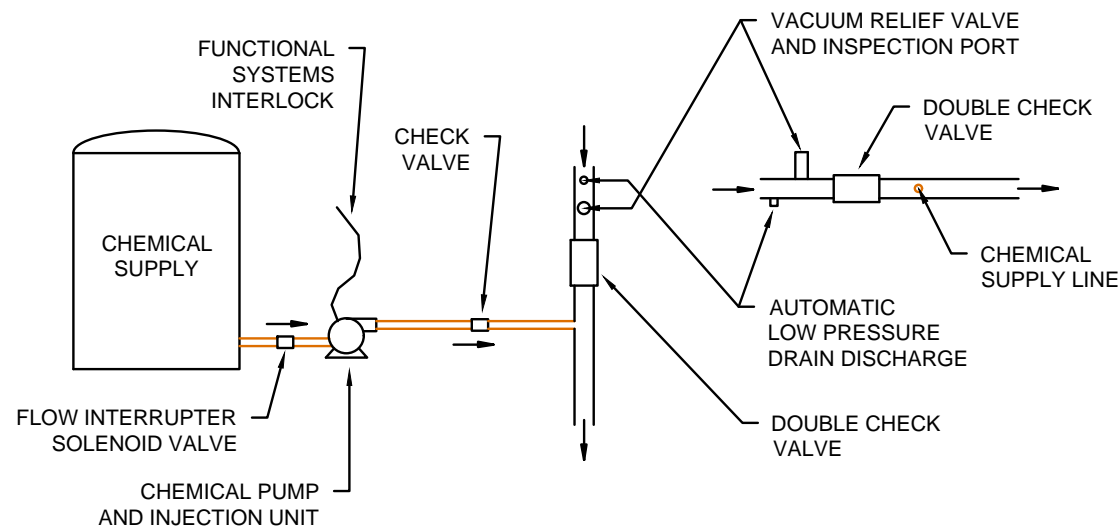 VACUUM RELIEF VALVE
AND INSPECTION PORT
FUNCTIONAL
SYSTEMS
INTERLOCK
DOUBLE CHECK
VALVE
CHECK
VALVE
CHEMICAL
SUPPLY
CHEMICAL
SUPPLY LINE
AUTOMATIC
LOW PRESSURE
DRAIN DISCHARGE
FLOW INTERRUPTER
SOLENOID VALVE
DOUBLE CHECK
VALVE
CHEMICAL PUMP
AND INJECTION UNIT